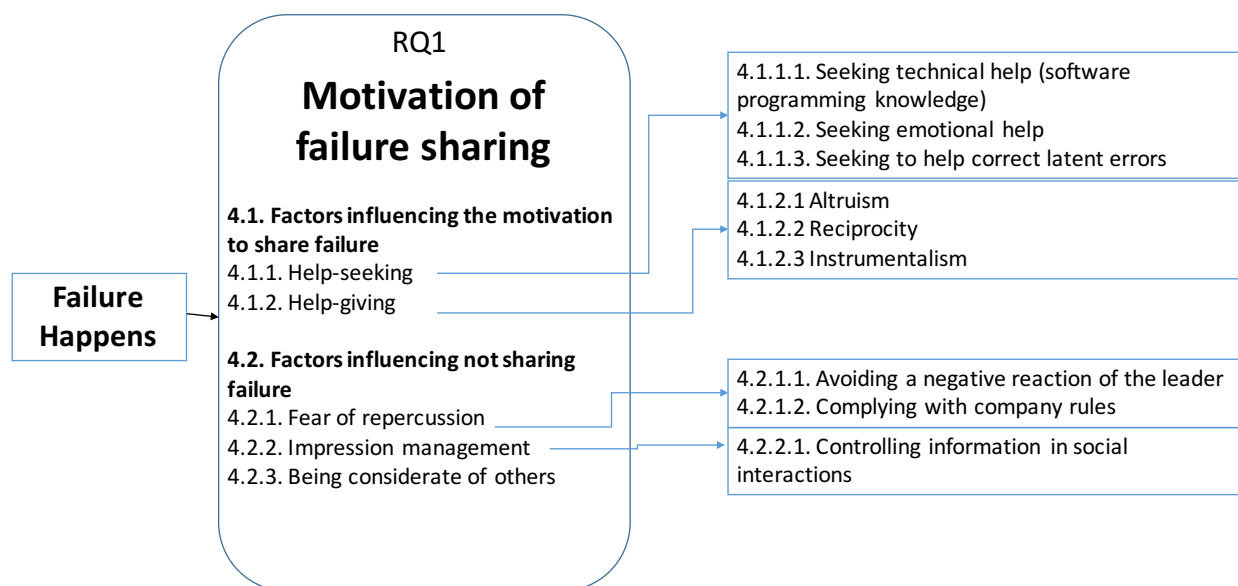 RQ1
Motivation of
failure sharing
4.1. Factors influencing the motivation
to share failure
4.1.1. Help-seeking
4.1.2. Help-giving
4.2. Factors influencing not sharing
failure
4.2.1. Fear of repercussion
4.2.2. Impression management
4.2.3. Being considerate of others
Failure
Happens
4.1.1.1. Seeking technical help (software
programming knowledge)
4.1.1.2. Seeking emotional help
4.1.1.3. Seeking to help correct latent errors
4.1.2.1 Altruism
4.1.2.2 Reciprocity
4.1.2.3 Instrumentalism
4.2.1.1. Avoiding a negative reaction of the leader
4.2.1.2. Complying with company rules
4.2.2.1. Controlling information in social
interactions